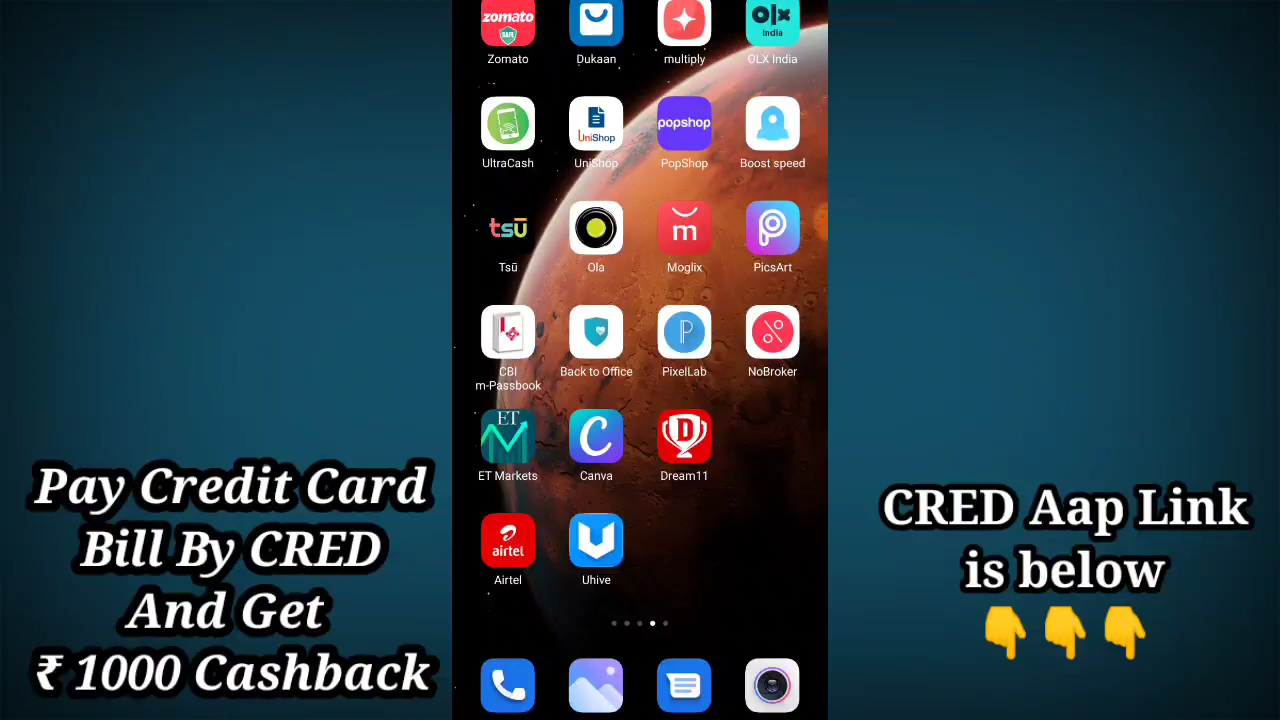 zomato
SAFE
olx
India
Zomato
Dukaan
multiply
OLX India
UniShop
popshop
UltraCash
UniShop
PopShop
Boost speed
tsū
m
Tsū
Ola
Moglix
PicsArt
CBI
m-Passbook
Back to Office
PixelLab
NoBroker
ET
C
D
ET Markets
Canva
Dream11
airtel
Airtel
Uhive
Pay Credit Card
Bill By CRED
And Get
₹ 1000 Cashback
CRED Aap Link
is below
👇👇👇